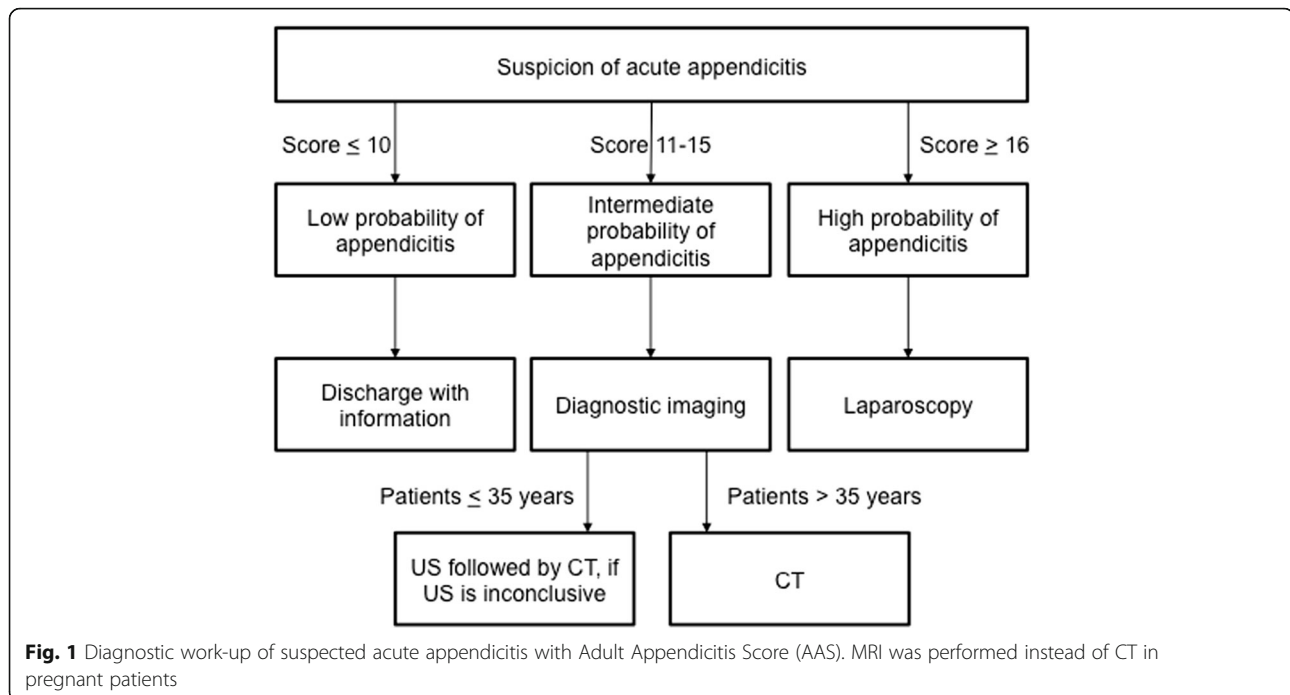 Suspicion of acute appendicitis
Score ≤ 10
Score 11-15
Score ≥ 16
Low probability of
appendicitis
Intermediate
probability of
appendicitis
High probability of
appendicitis
Discharge with
information
Diagnostic imaging
Laparoscopy
Patients ≤ 35 years
Patients > 35 years
US followed by CT, if
US is inconclusive
CT
Fig. 1 Diagnostic work-up of suspected acute appendicitis with Adult Appendicitis Score (AAS). MRI was performed instead of CT in
pregnant patients